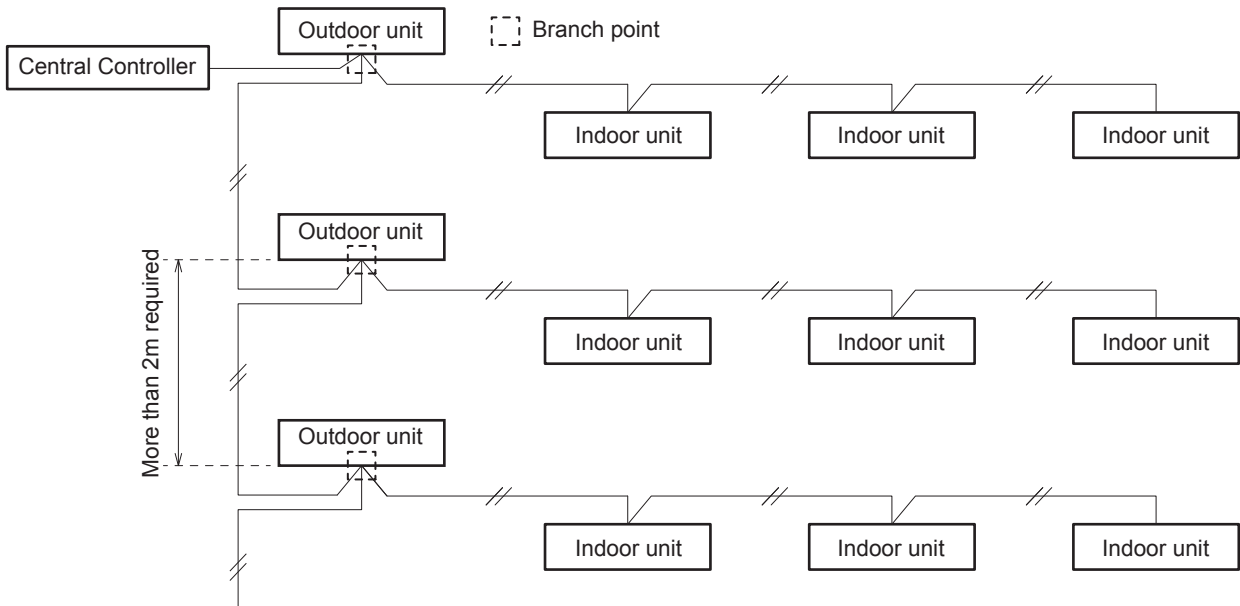 Outdoor unit
Branch point
Central Controller
Indoor unit
Indoor unit
Indoor unit
Outdoor unit
More than 2m required
Indoor unit
Indoor unit
Indoor unit
Outdoor unit
Indoor unit
Indoor unit
Indoor unit